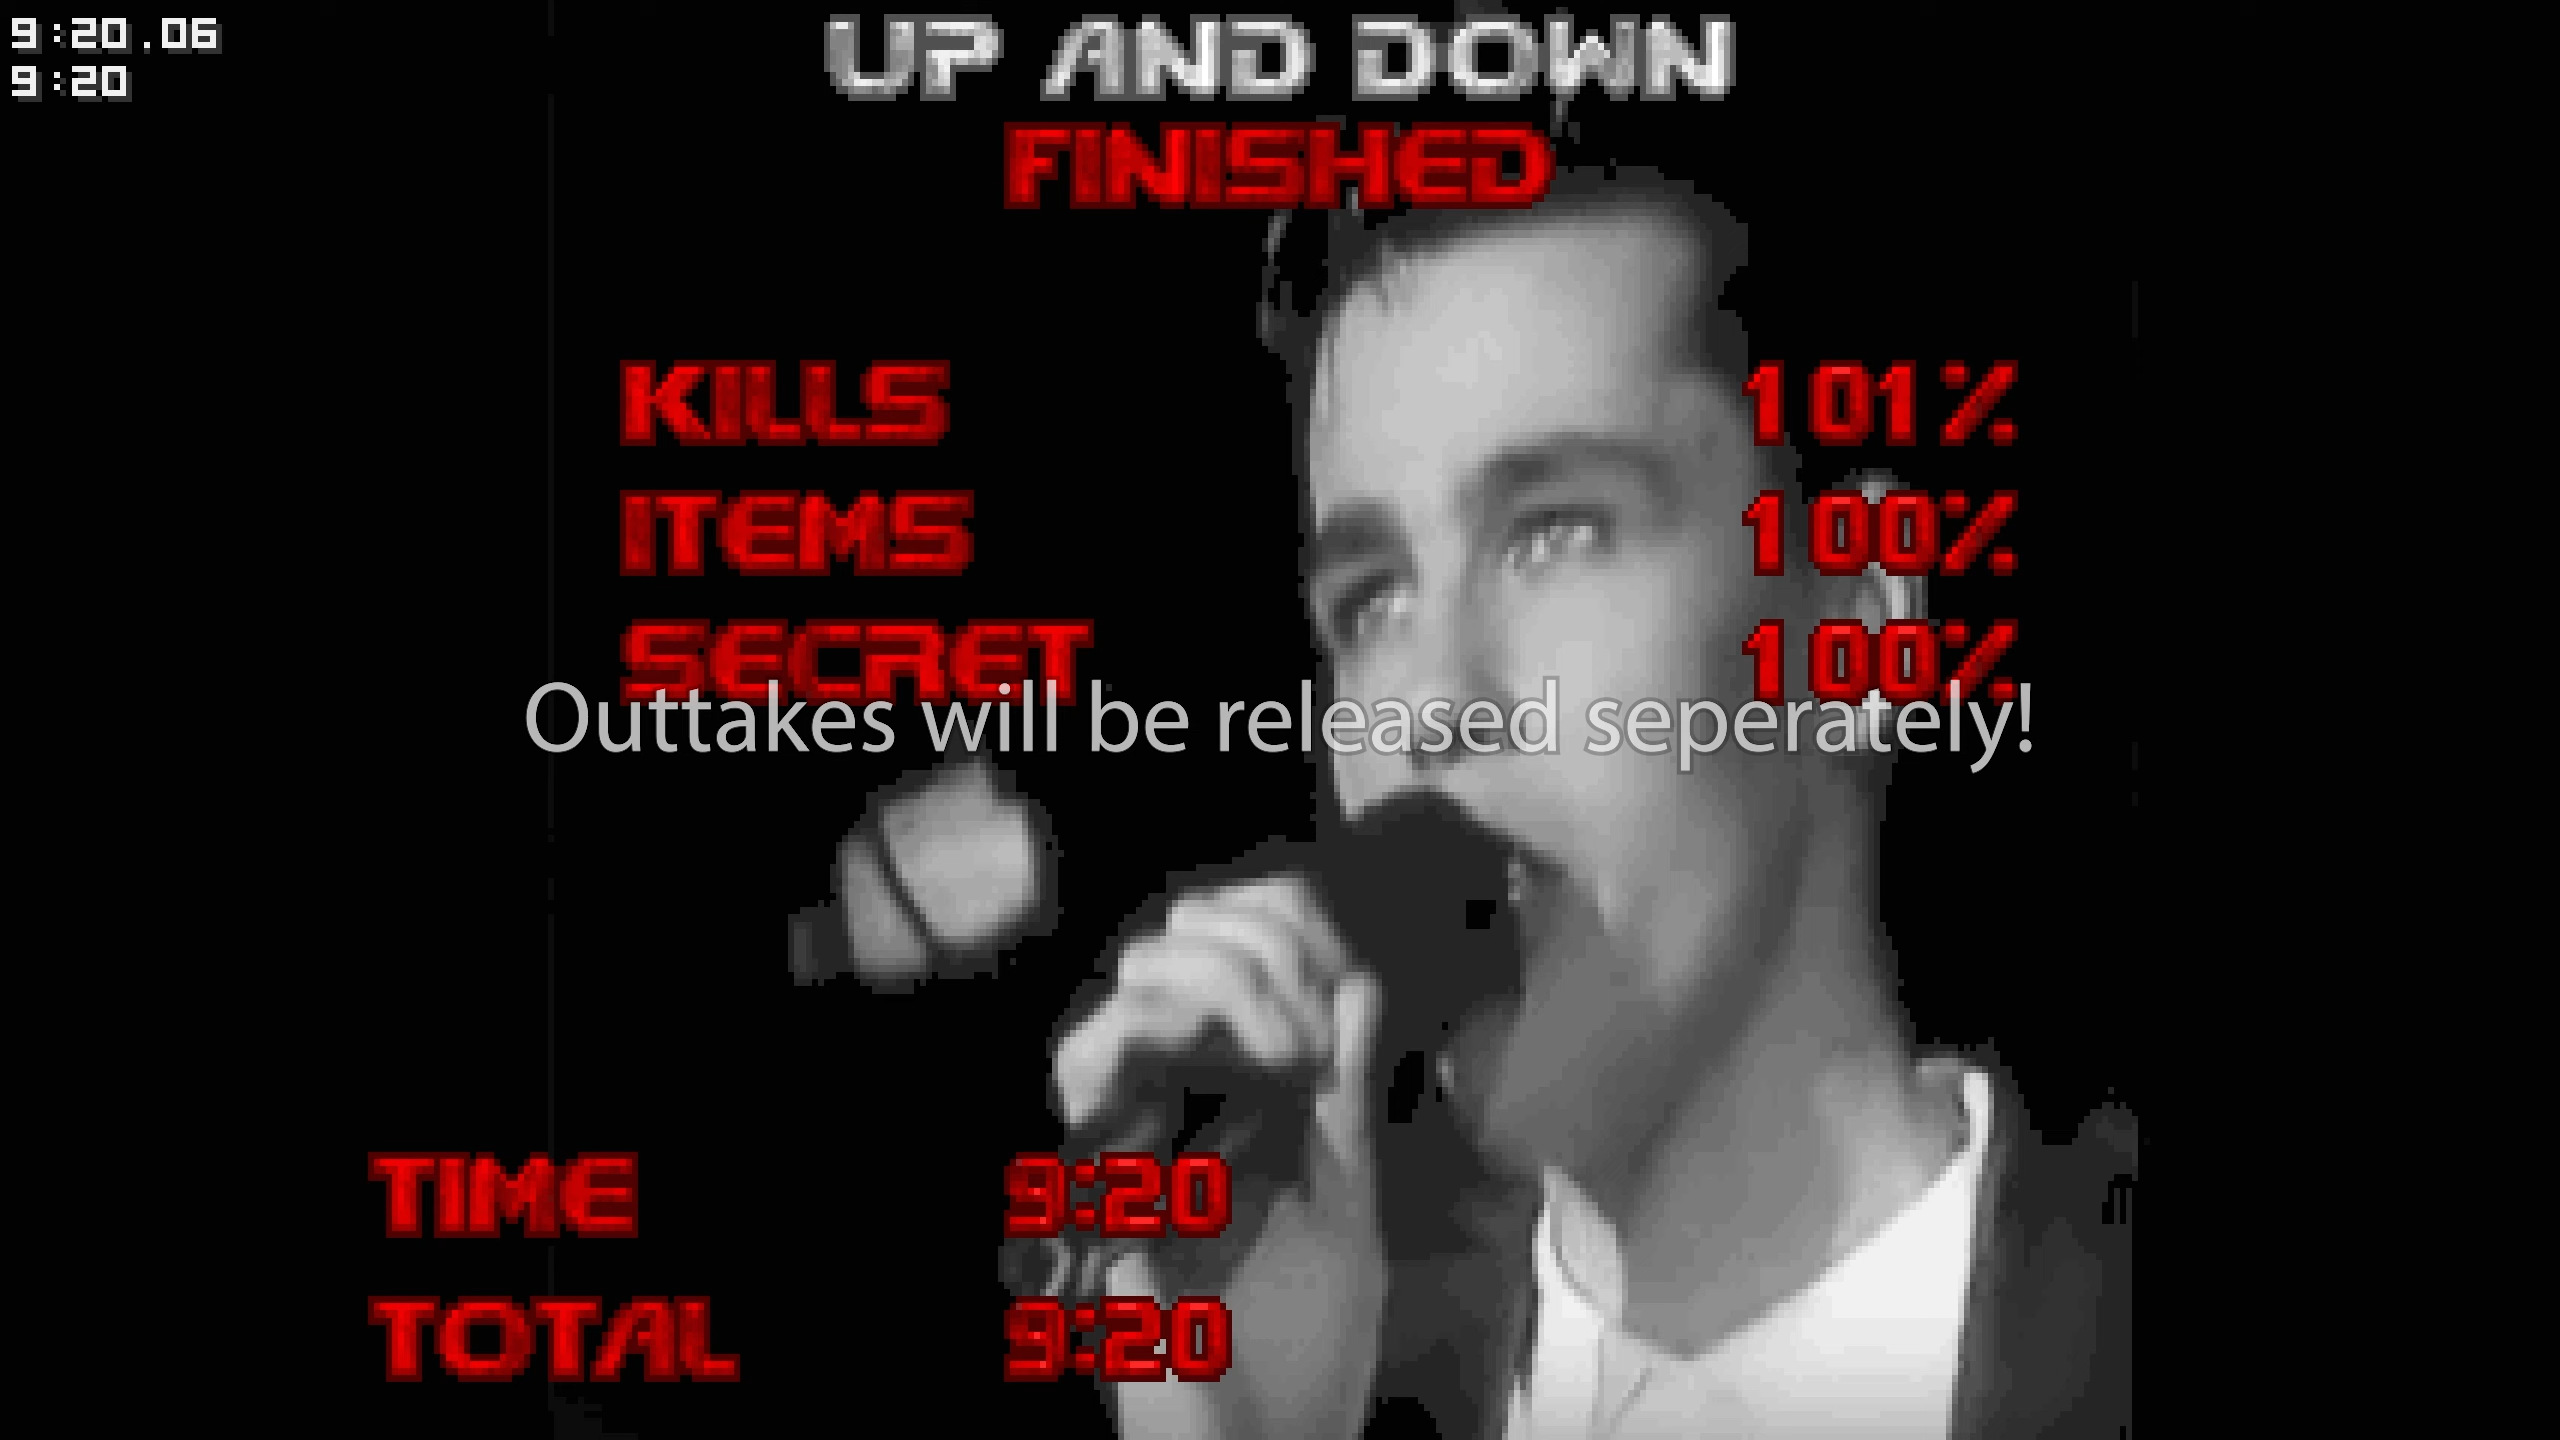 9:20.06
9:20
UP AND DOWN
FINISHED
KILLS 101%
ITEMS 100%
SECRET 100%
Outtakes will be released seperately!
TIME 9:20
TOTAL 9:20